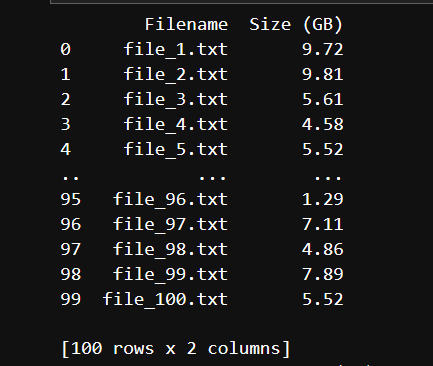 Filename Size (GB)
0 file_1.txt 9.72
1 file_2.txt 9.81
2 file_3.txt 5.61
3 file_4.txt 4.58
4 file_5.txt 5.52
.. ... ...
95 file_96.txt 1.29
96 file_97.txt 7.11
97 file_98.txt 4.86
98 file_99.txt 7.89
99 file_100.txt 5.52
[100 rows x 2 columns]